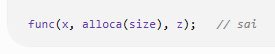 func(x, alloca(size), z);   // sai